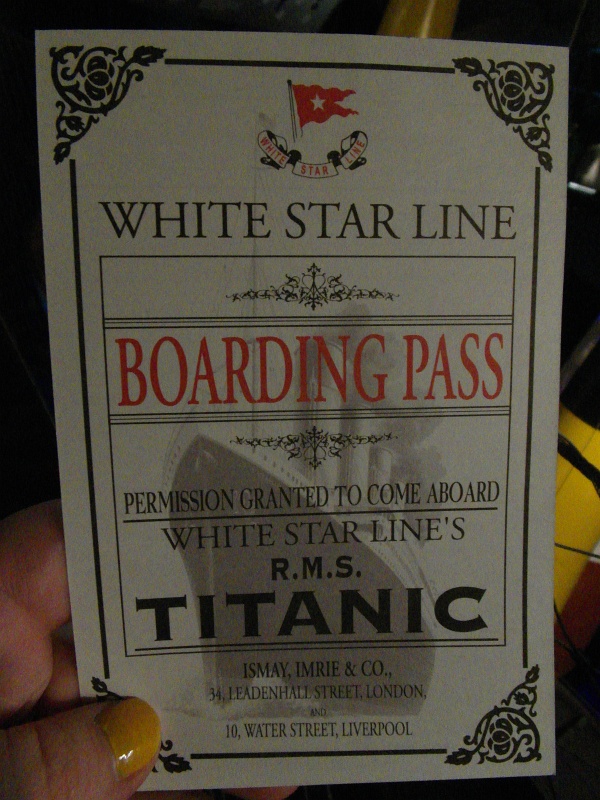 WHITE STAR LINE
WHITE STAR LINE
BOARDING PASS
PERMISSION GRANTED TO COME ABOARD
WHITE STAR LINE'S
R.M.S.
TITANIC
ISMAY, IMRIE & CO.,
34, LEADENHALL STREET, LONDON,
AND
10, WATER STREET, LIVERPOOL